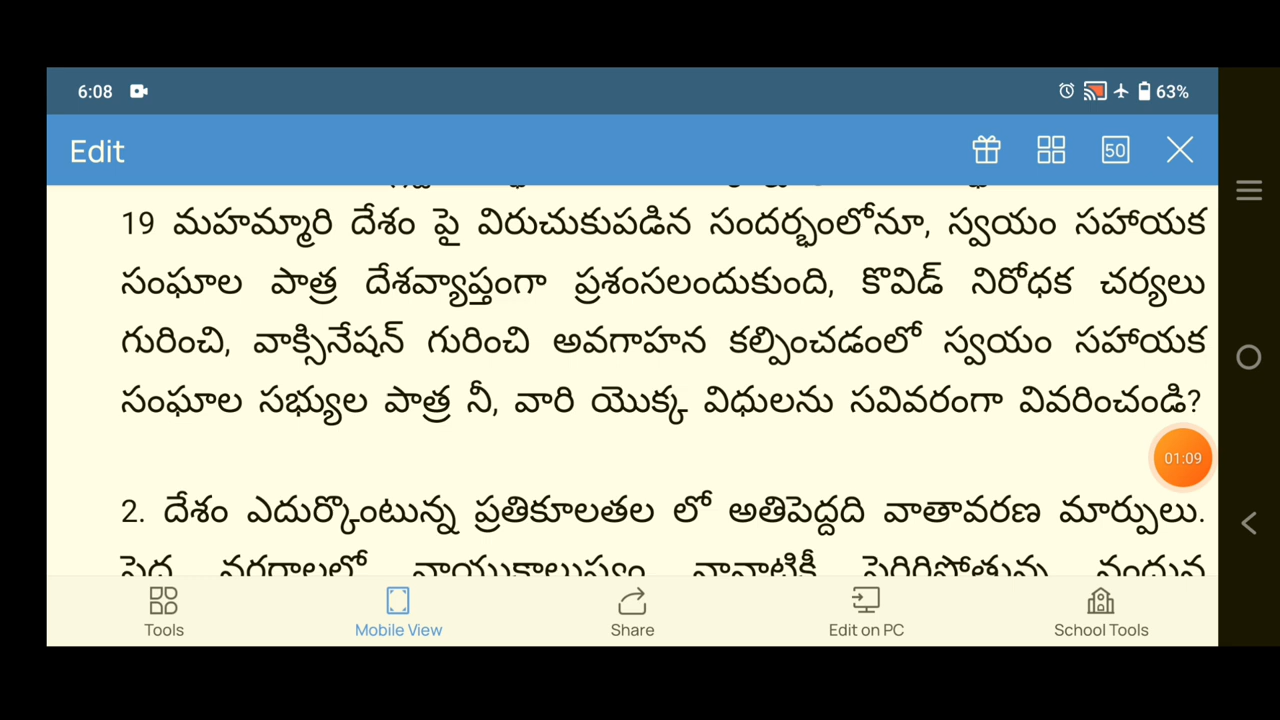 6:08
63%
Edit
50
19 మహమ్మారి దేశం పై విరుచుకుపడిన సందర్భంలోనూ, స్వయం సహాయక
సంఘాల పాత్ర దేశవ్యాప్తంగా ప్రశంసలందుకుంది, కొవిడ్ నిరోధక చర్యలు
గురించి, వాక్సినేషన్ గురించి అవగాహన కల్పించడంలో స్వయం సహాయక
సంఘాల సభ్యుల పాత్ర నీ, వారి యొక్క విధులను సవివరంగా వివరించండి?
01:09
2. దేశం ఎదుర్కొంటున్న ప్రతికూలతల లో అతిపెద్దది వాతావరణ మార్పులు.
పెద్ద నగరాలలో వాయుకాలుష్యం నానాటికీ పెరిగిపోతున్న నందున
Tools
Mobile View
Share
Edit on PC
School Tools